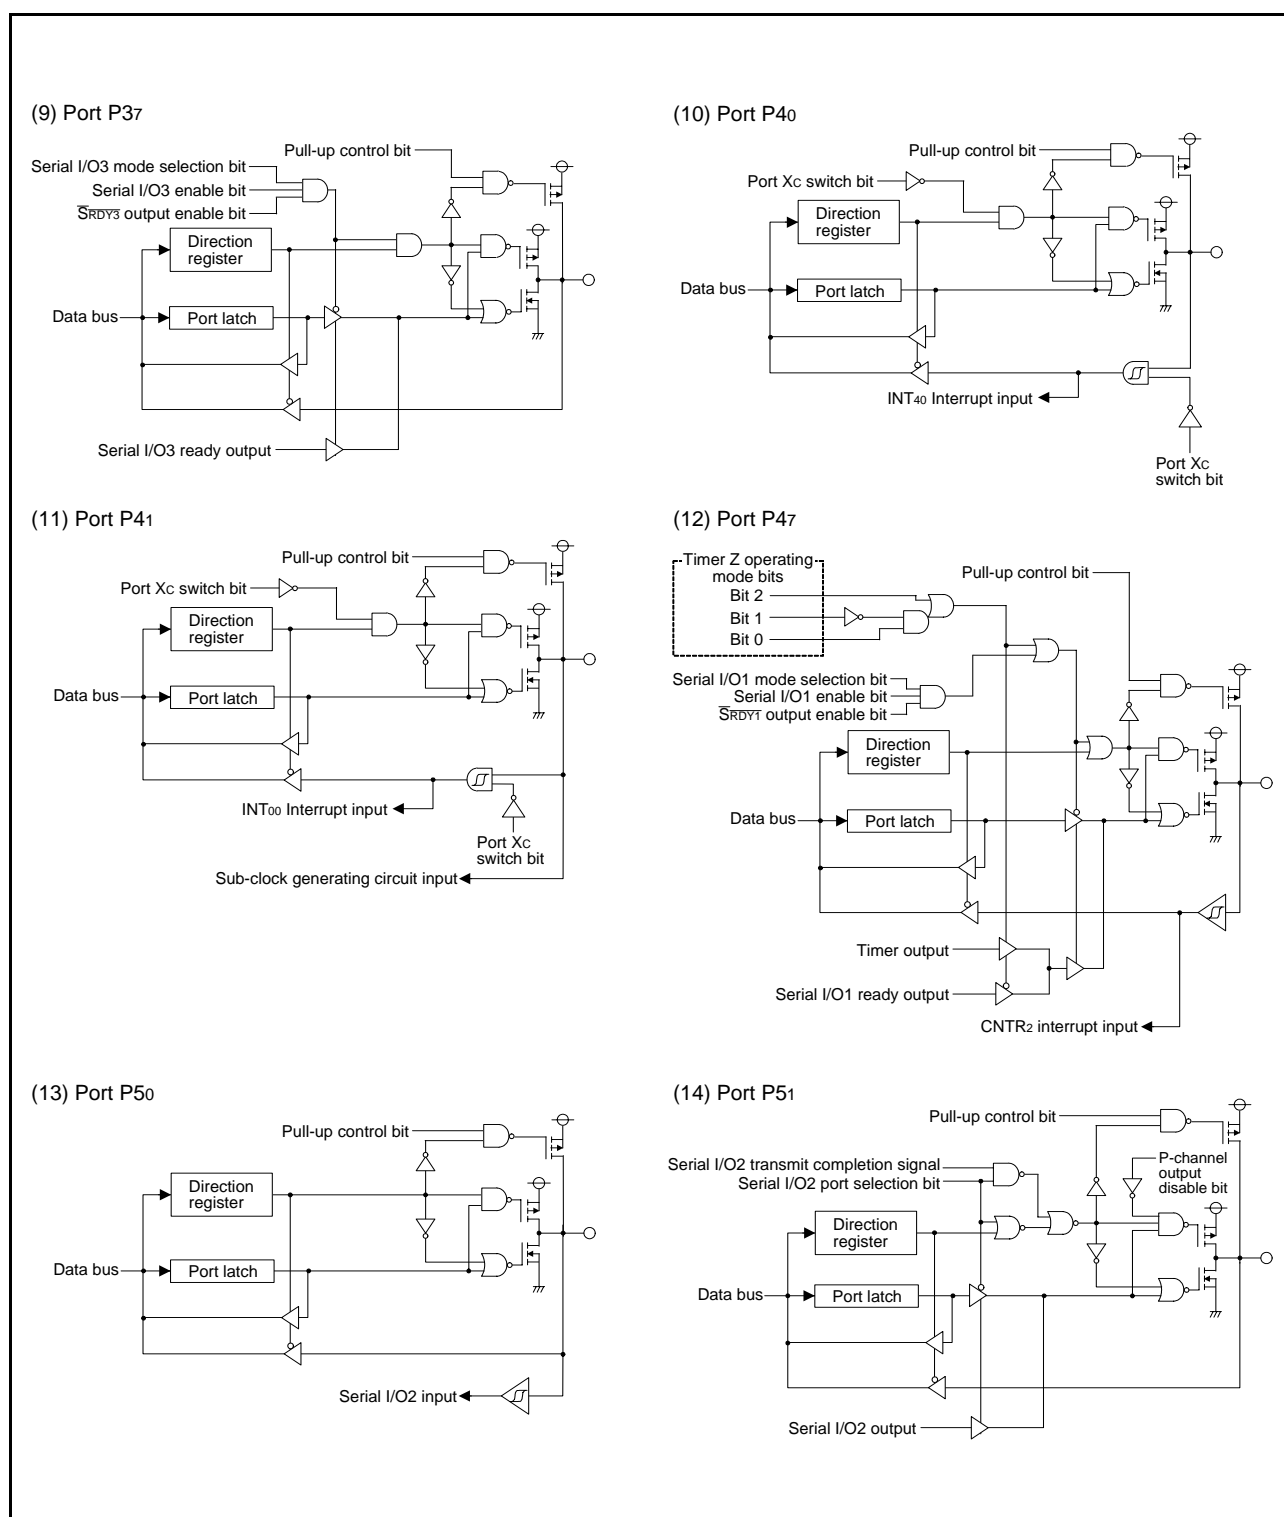 (9) Port P37
Pull-up control bit
Serial I/O3 mode selection bit
Serial I/O3 enable bit
SRDY3 output enable bit
Direction
register
Data bus
Port latch
Serial I/O3 ready output
(10) Port P40
Pull-up control bit
Port XC switch bit
Direction
register
Data bus
Port latch
INT40 Interrupt input
Port XC
switch bit
(11) Port P41
Pull-up control bit
Port XC switch bit
Direction
register
Data bus
Port latch
INT00 Interrupt input
Port XC
switch bit
Sub-clock generating circuit input
(12) Port P47
Timer Z operating
mode bits
Bit 2
Bit 1
Bit 0
Pull-up control bit
Serial I/O1 mode selection bit
Serial I/O1 enable bit
SRDY1 output enable bit
Direction
register
Data bus
Port latch
Timer output
Serial I/O1 ready output
CNTR2 interrupt input
(13) Port P50
Pull-up control bit
Direction
register
Data bus
Port latch
Serial I/O2 input
(14) Port P51
Pull-up control bit
Serial I/O2 transmit completion signal
Serial I/O2 port selection bit
P-channel
output
disable bit
Direction
register
Data bus
Port latch
Serial I/O2 output